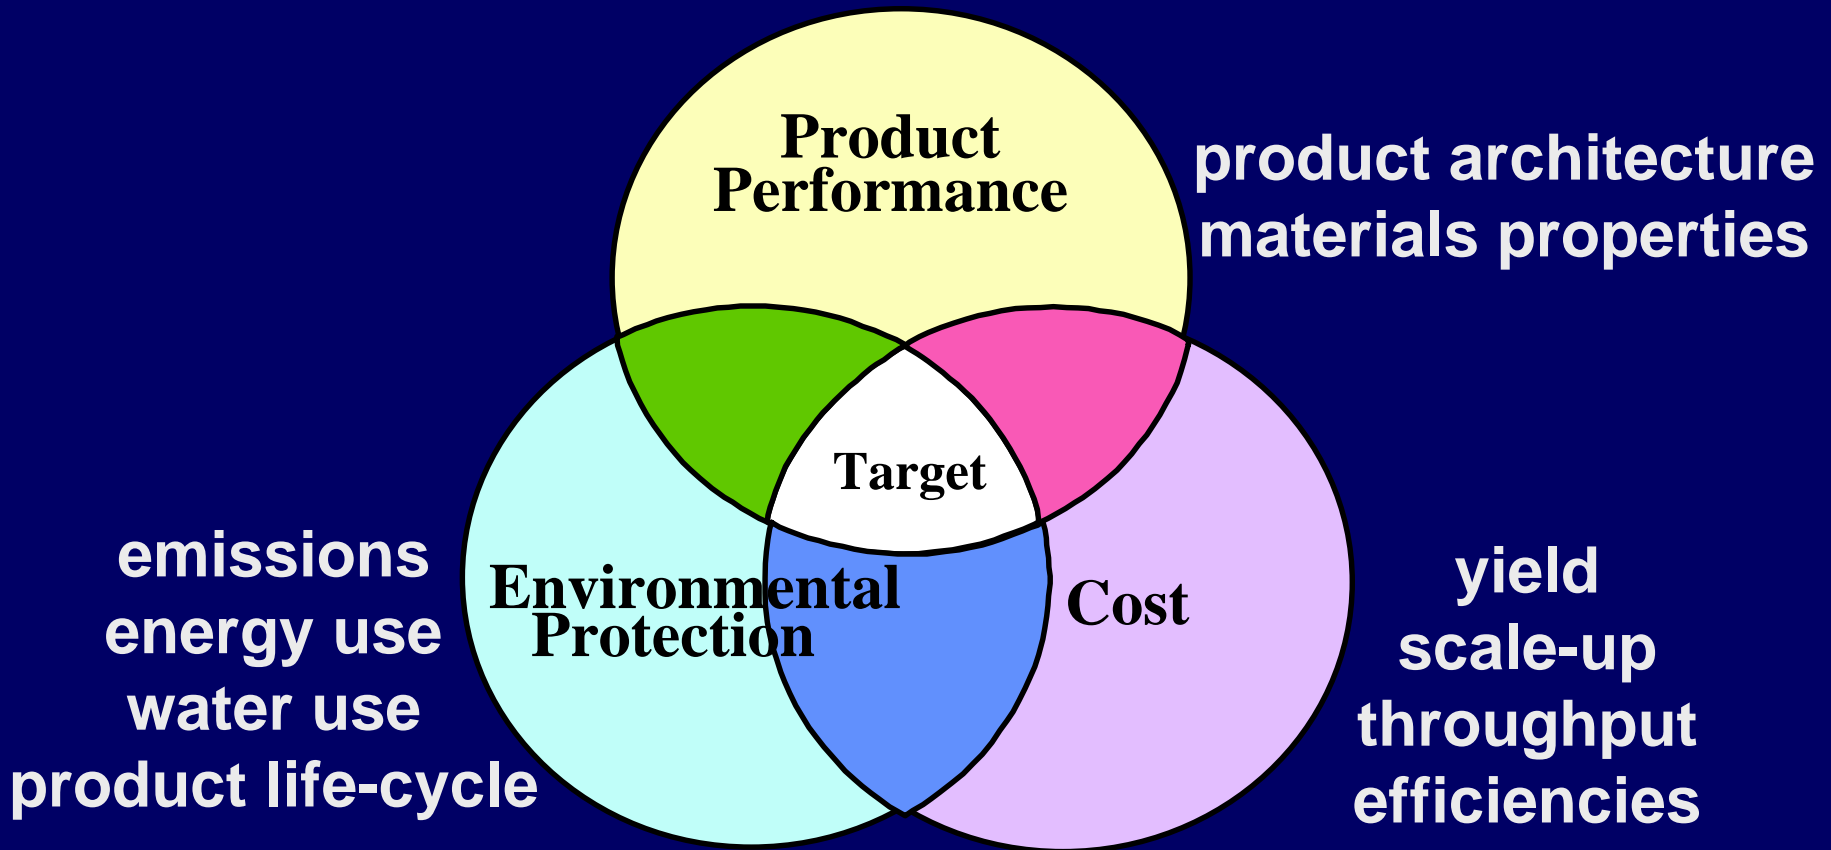 Product
Performance
product architecture
materials properties
Target
emissions
energy use
water use
product life-cycle
Environmental
Protection
Cost
yield
scale-up
throughput
efficiencies